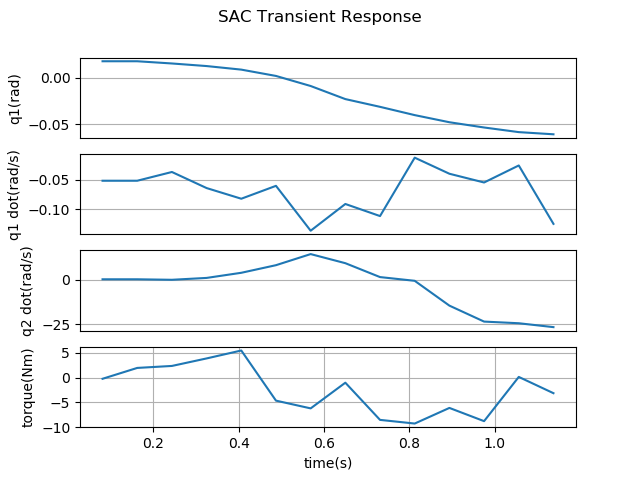 SAC Transient Response
q1(rad)
0.00
−0.05
q1 dot(rad/s)
−0.05
−0.10
q2 dot(rad/s)
0
−25
torque(Nm)
5
0
−5
−10
0.2 0.4 0.6 0.8 1.0
time(s)